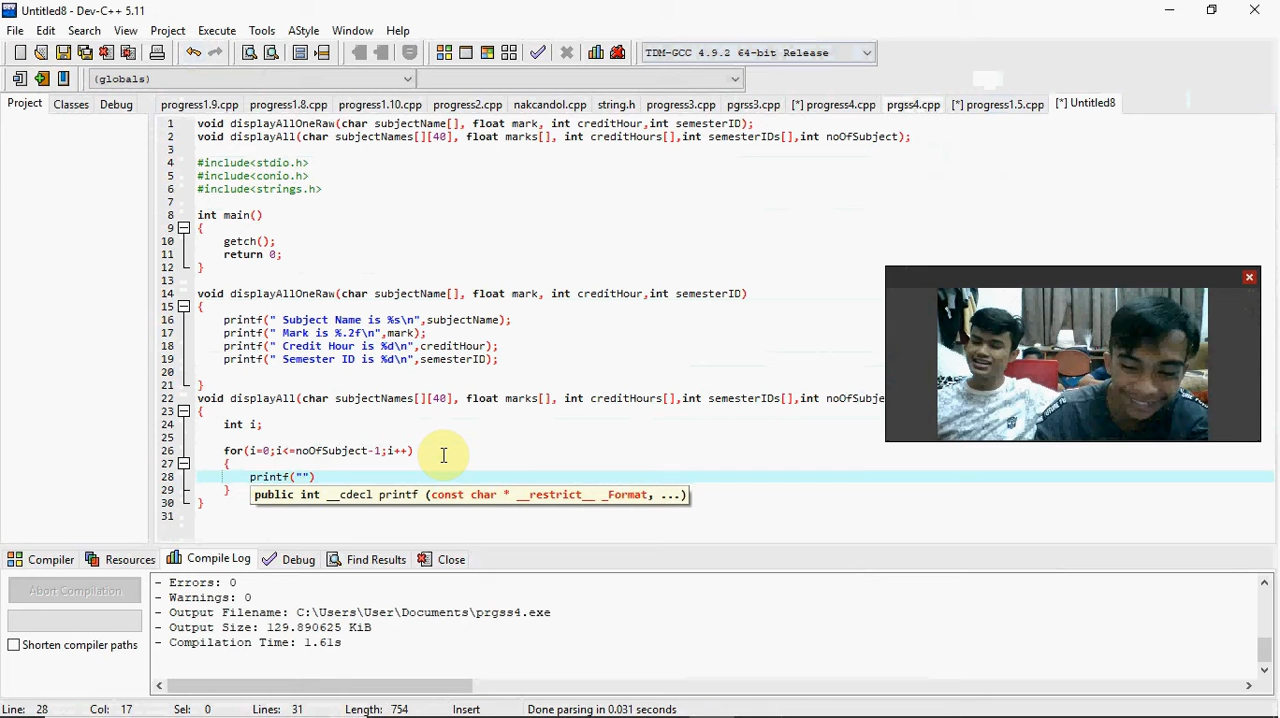 Untitled8 - Dev-C++ 5.11
File Edit Search View Project Execute Tools AStyle Window Help
TDM-GCC 4.9.2 64-bit Release
(globals)
Project Classes Debug progress1.9.cpp progress1.8.cpp progress1.10.cpp progress2.cpp nakcandol.cpp string.h progress3.cpp prgss3.cpp [*] progress4.cpp prgss4.cpp [*] progress1.5.cpp [*] Untitled8
1 void displayAllOneRaw(char subjectName[], float mark, int creditHour,int semesterID);
2 void displayAll(char subjectNames[][40], float marks[], int creditHours[],int semesterIDs[],int noOfSubject);
3
4 #include<stdio.h>
5 #include<conio.h>
6 #include<strings.h>
7
8 int main()
9 {
10 getch();
11 return 0;
12 }
13
14 void displayAllOneRaw(char subjectName[], float mark, int creditHour,int semesterID)
15 {
16 printf(" Subject Name is %s\n",subjectName);
17 printf(" Mark is %.2f\n",mark);
18 printf(" Credit Hour is %d\n",creditHour);
19 printf(" Semester ID is %d\n",semesterID);
20
21 }
22 void displayAll(char subjectNames[][40], float marks[], int creditHours[],int semesterIDs[],int noOfSubje
23 {
24 int i;
25
26 for(i=0;i<=noOfSubject-1;i++)
27 {
28 printf("")
29 }
public int __cdecl printf (const char * __restrict__ _Format, ...)
30 }
31
Compiler Resources Compile Log Debug Find Results Close
Abort Compilation
Shorten compiler paths
- Errors: 0
- Warnings: 0
- Output Filename: C:\Users\User\Documents\prgss4.exe
- Output Size: 129.890625 KiB
- Compilation Time: 1.61s
Line: 28 Col: 17 Sel: 0 Lines: 31 Length: 754 Insert Done parsing in 0.031 seconds